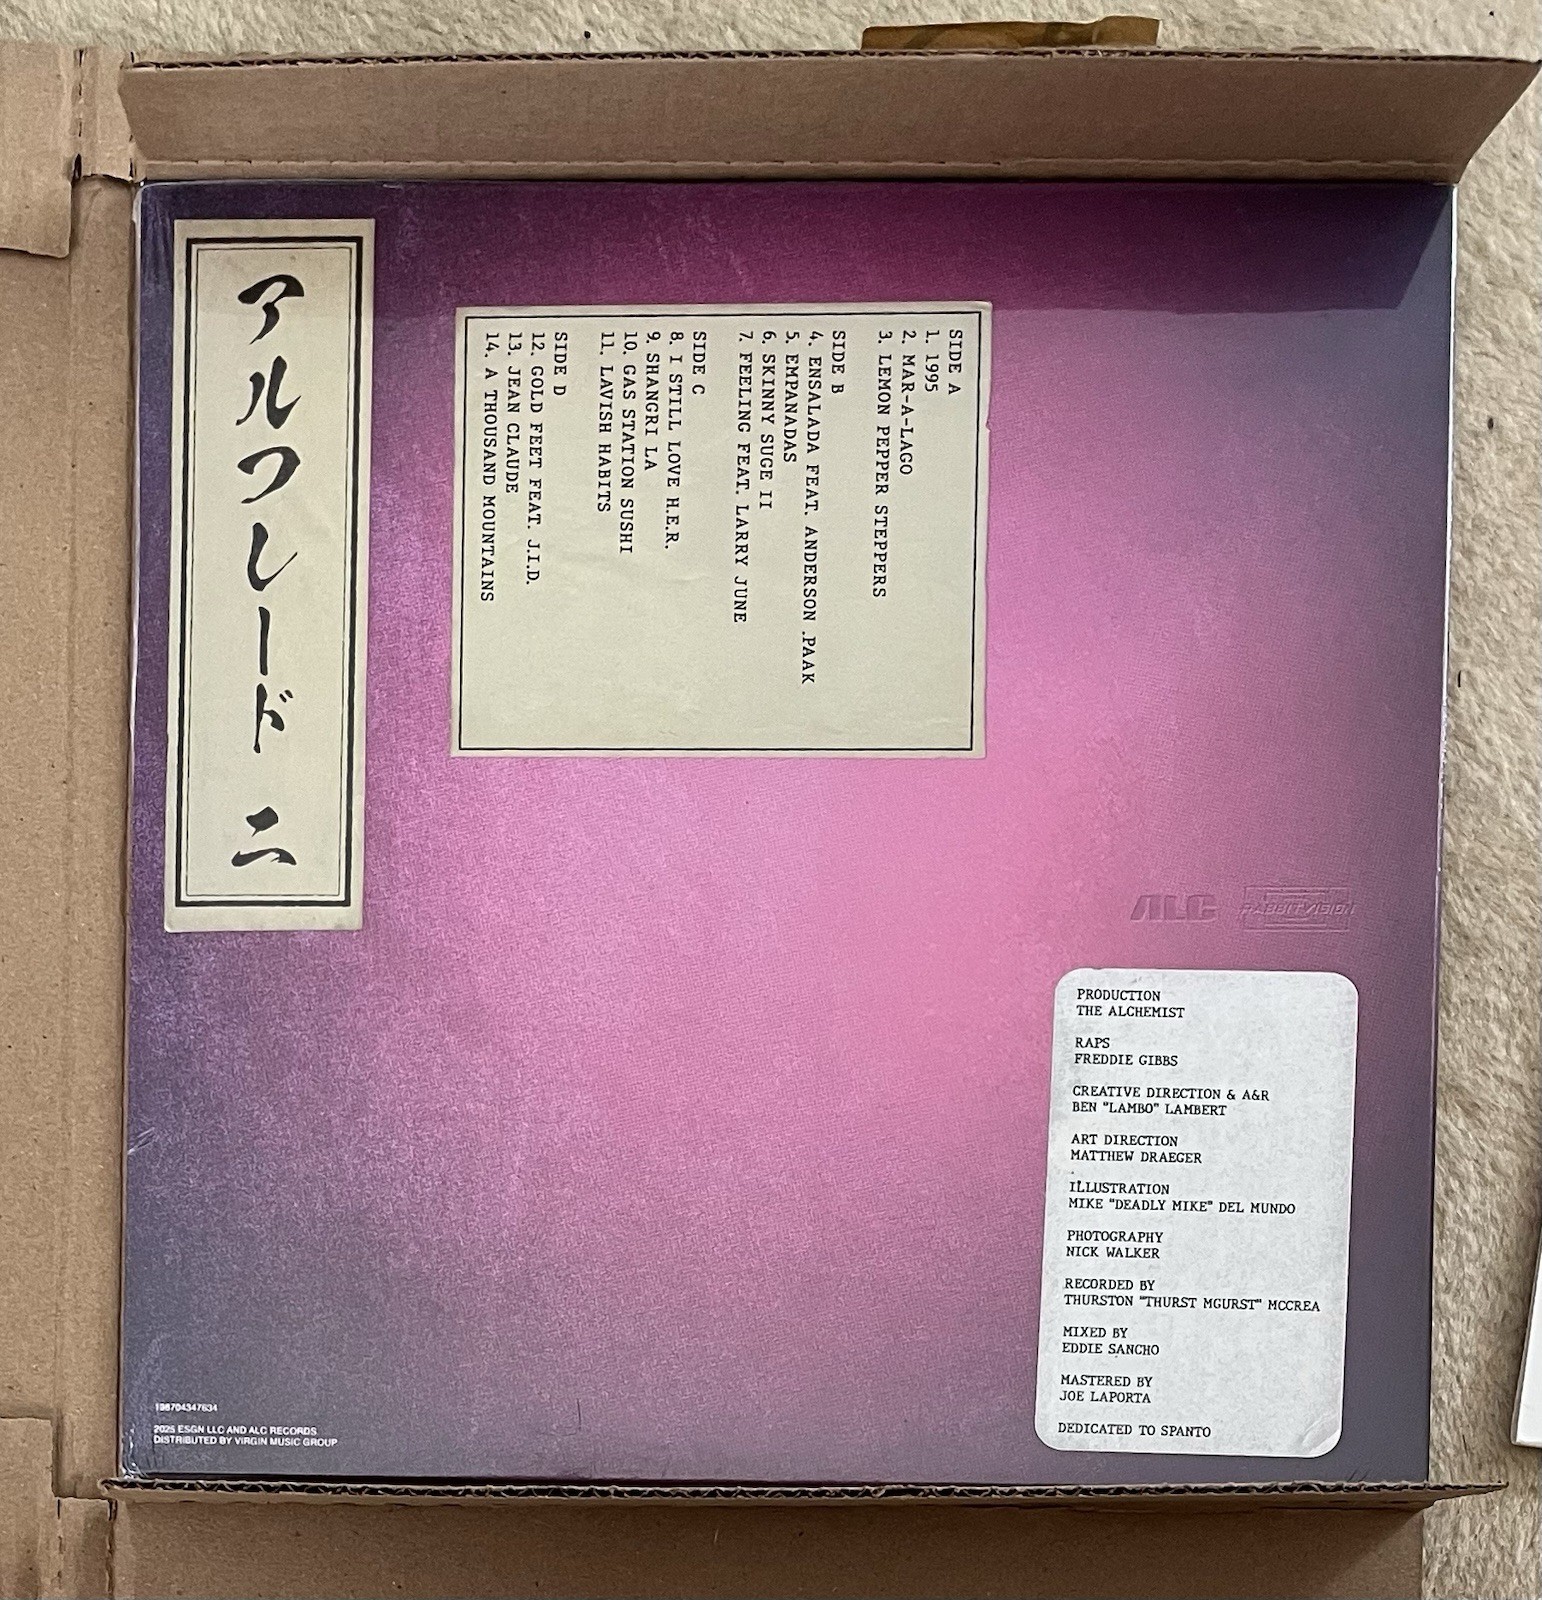 アルフレード 二
SIDE A
1. 1995
2. MAR-A-LAGO
3. LEMON PEPPER STEPPERS
SIDE B
4. ENSALADA FEAT. ANDERSON .PAAK
5. EMPANADAS
6. SKINNY SUGE II
7. FEELING FEAT. LARRY JUNE
SIDE C
8. I STILL LOVE H.E.R.
9. SHANGRI LA
10. GAS STATION SUSHI
11. LAVISH HABITS
SIDE D
12. GOLD FEET FEAT. J.I.D.
13. JEAN CLAUDE
14. A THOUSAND MOUNTAINS
ALC
RABBITVISION
PRODUCTION
THE ALCHEMIST
RAPS
FREDDIE GIBBS
CREATIVE DIRECTION & A&R
BEN "LAMBO" LAMBERT
ART DIRECTION
MATTHEW DRAEGER
ILLUSTRATION
MIKE "DEADLY MIKE" DEL MUNDO
PHOTOGRAPHY
NICK WALKER
RECORDED BY
THURSTON "THURST MGURST" MCCREA
MIXED BY
EDDIE SANCHO
MASTERED BY
JOE LAPORTA
DEDICATED TO SPANTO
198704347634
2025 ESGN LLC AND ALC RECORDS
DISTRIBUTED BY VIRGIN MUSIC GROUP